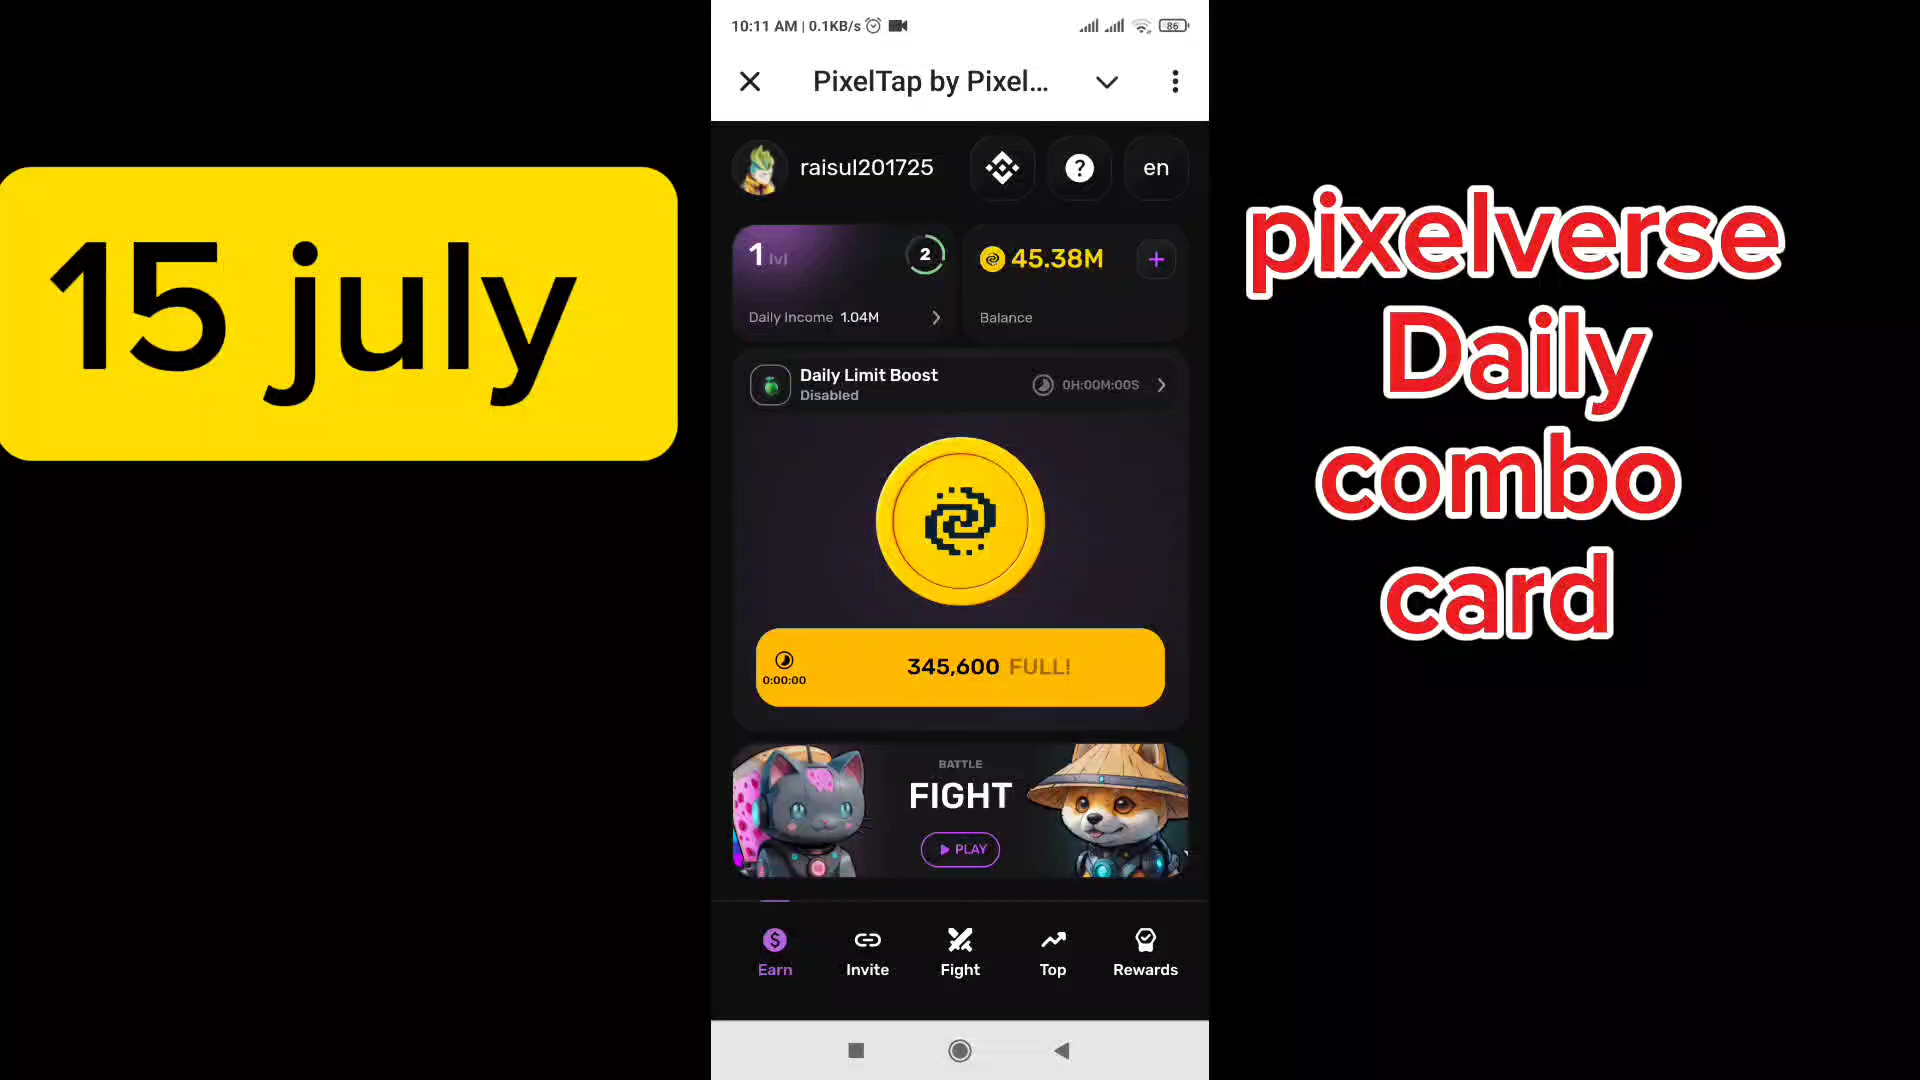 15 july
10:11 AM | 0.1KB/s
86
PixelTap by Pixel...
raisul201725
?
en
1 lvl
2
Daily Income 1.04M
45.38M
+
Balance
Daily Limit Boost
Disabled
0H:00M:00S
345,600 FULL!
0:00:00
BATTLE
FIGHT
PLAY
Earn
Invite
Fight
Top
Rewards
pixelverse
Daily
combo
card